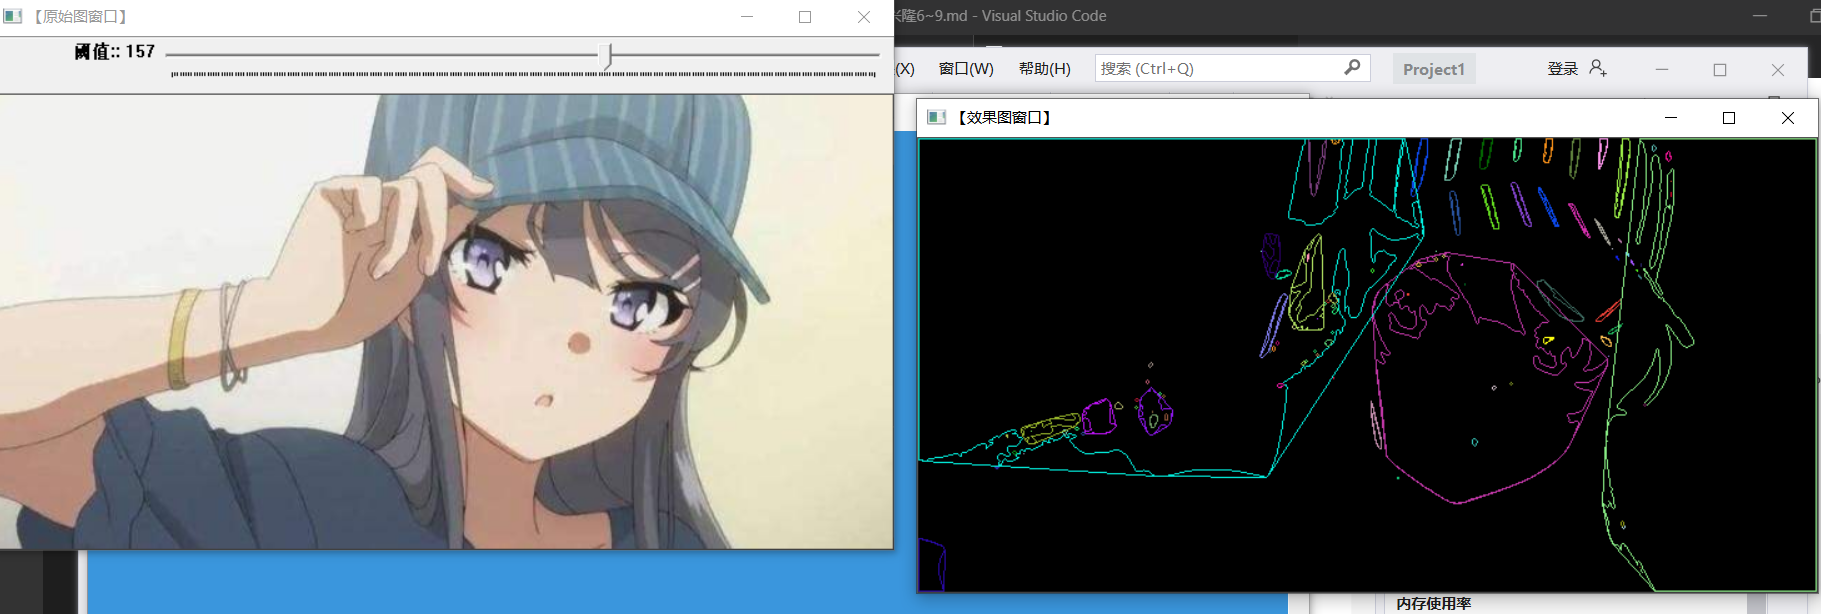 【原始图窗口】
阈值:: 157
兴隆6~9.md - Visual Studio Code
(X) 窗口(W) 帮助(H) 搜索 (Ctrl+Q) Project1 登录
【效果图窗口】
内存使用率